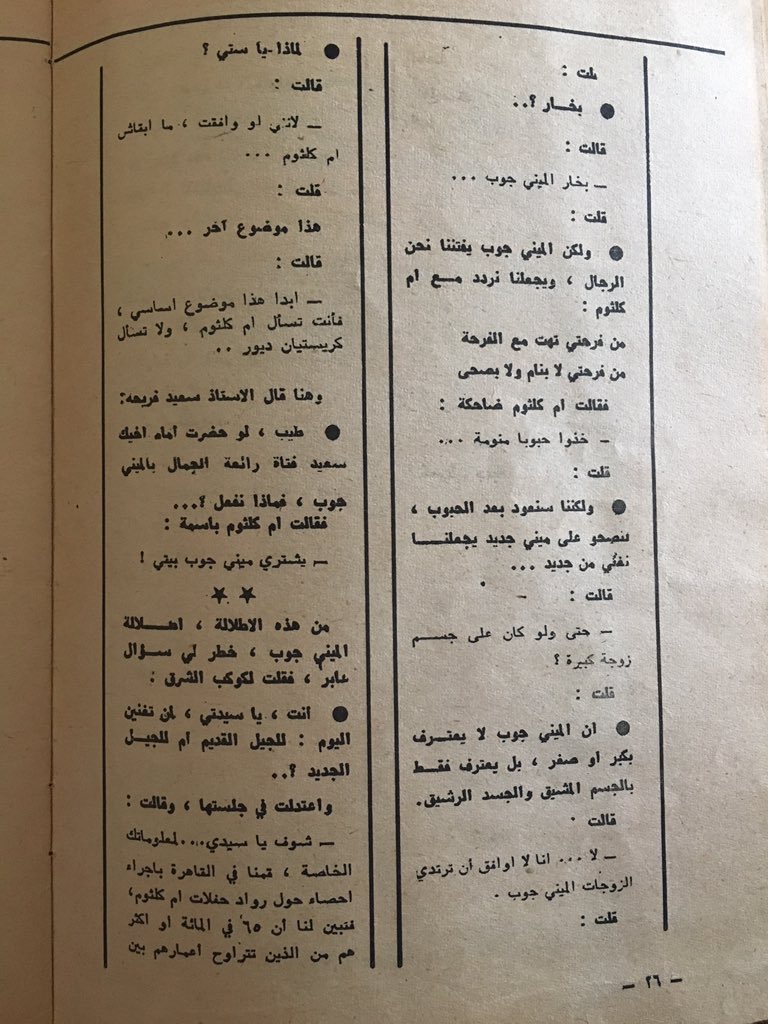 قلت :
● بخار ؟..
قالت :
— بخار الميني جوب ...
قلت :
● ولكن الميني جوب يفتننا نحن
الرجال ، ويجعلنا نردد مع ام
كلثوم :
من فرحتي تهت مع الفرحة
من فرحتي لا بنام ولا بصحى
فقالت ام كلثوم ضاحكة :
— خذوا حبوبا منومة ...
قلت :
● ولكننا سنعود بعد الحبوب ،
لنصحو على ميني جديد يجعلنا
نغني من جديد ...
قالت :
— حتى ولو كان على جسم
زوجة كبيرة ؟
قلت :
● ان الميني جوب لا يعترف
بكبر او صغر ، بل يعترف فقط
بالجسم المشيق والجسد الرشيق.
قالت
— لا ... انا لا اوافق أن ترتدي
الزوجات الميني جوب .
قلت :
● لماذا يا ستي ؟
قالت :
— لانني لو وافقت ، ما ابقاش
ام كلثوم ...
قلت :
هذا موضوع آخر ...
قالت :
— ابدا هذا موضوع اساسي ،
فأنت تسأل ام كلثوم ، ولا تسأل
كريستيان ديور ..
وهنا قال الاستاذ سعيد فريحه:
● طيب ، لو حضرت أمام اخيك
سعيد فتاة رائعة الجمال بالميني
جوب ، فماذا نفعل ؟...
فقالت ام كلثوم باسمة :
— يشتري ميني جوب بيتي !
★ ★
من هذه الاطلالة ، اطلالة
الميني جوب ، خطر لي سؤال
عابر ، فقلت لكوكب الشرق :
● أنت ، يا سيدتي ، لمن تغنين
اليوم : للجيل القديم أم للجيل
الجديد ؟..
واعتدلت في جلستها ، وقالت :
— شوف يا سيدي... لمعلوماتك
الخاصة ، قمنا في القاهرة باجراء
احصاء حول رواد حفلات ام كلثوم،
فتبين لنا أن ٦٥ في المائة او اكثر
هم من الذين تتراوح أعمارهم بين
— ٢٦ —